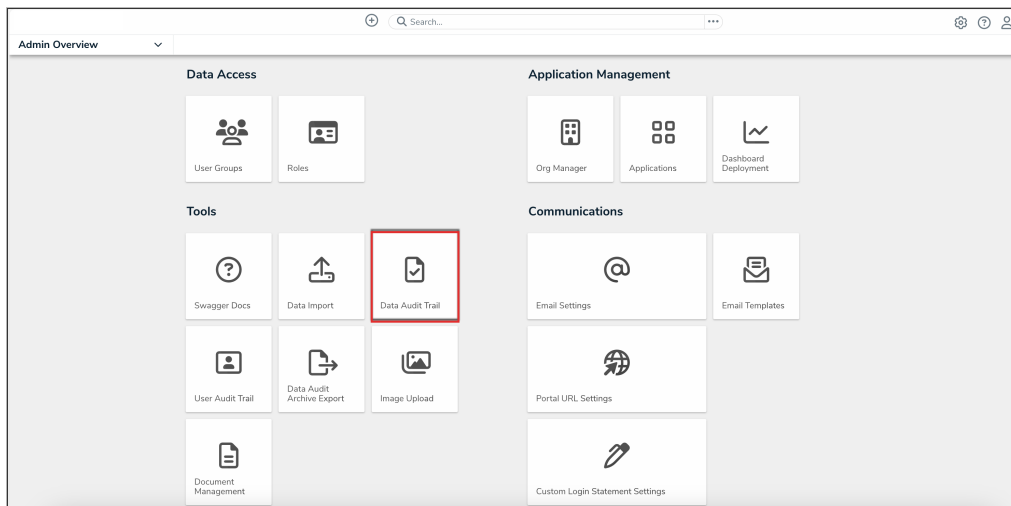 Search...
Admin Overview
Data Access
User Groups
Roles
Application Management
Org Manager
Applications
Dashboard
Deployment
Tools
Swagger Docs
Data Import
Data Audit Trail
User Audit Trail
Data Audit
Archive Export
Image Upload
Document
Management
Communications
Email Settings
Email Templates
Portal URL Settings
Custom Login Statement Settings